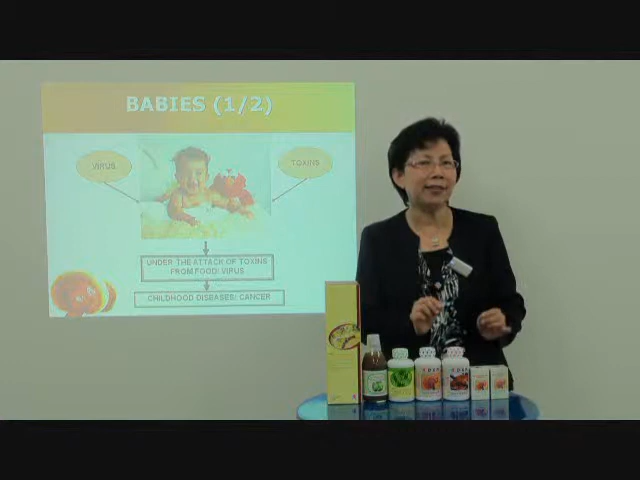 BABIES (1/2)
VIRUS
TOXINS
UNDER THE ATTACK OF TOXINS
FROM FOOD/ VIRUS
CHILDHOOD DISEASES/ CANCER